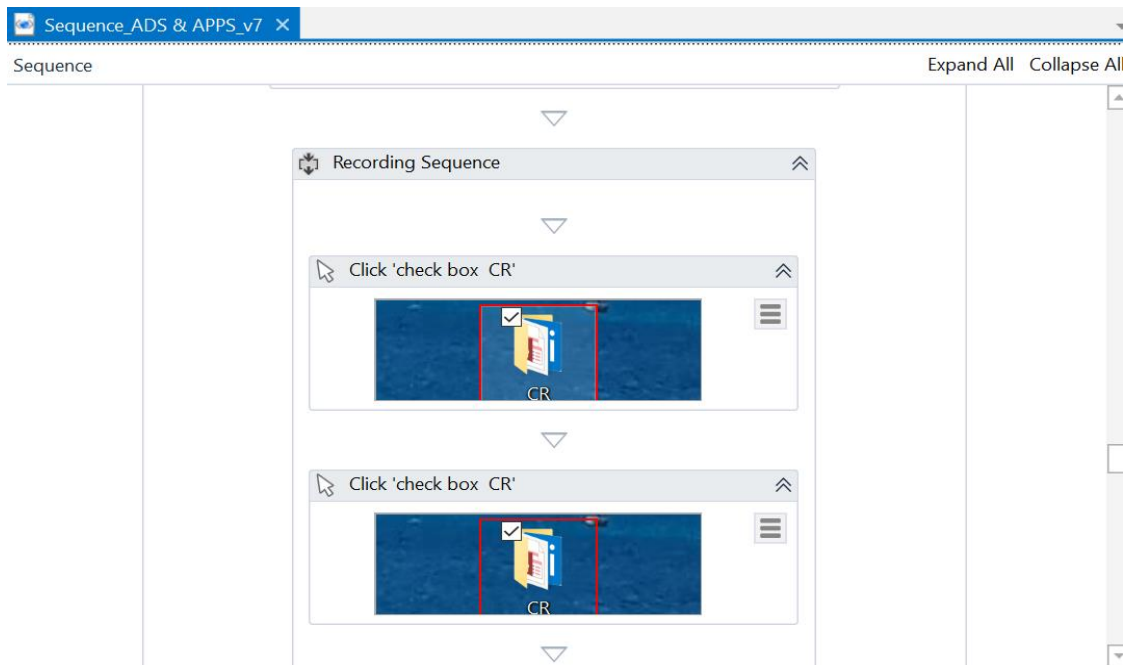 Sequence_ADS & APPS_v7
Sequence Expand All Collapse All
Recording Sequence
Click 'check box  CR'
CR
Click 'check box  CR'
CR